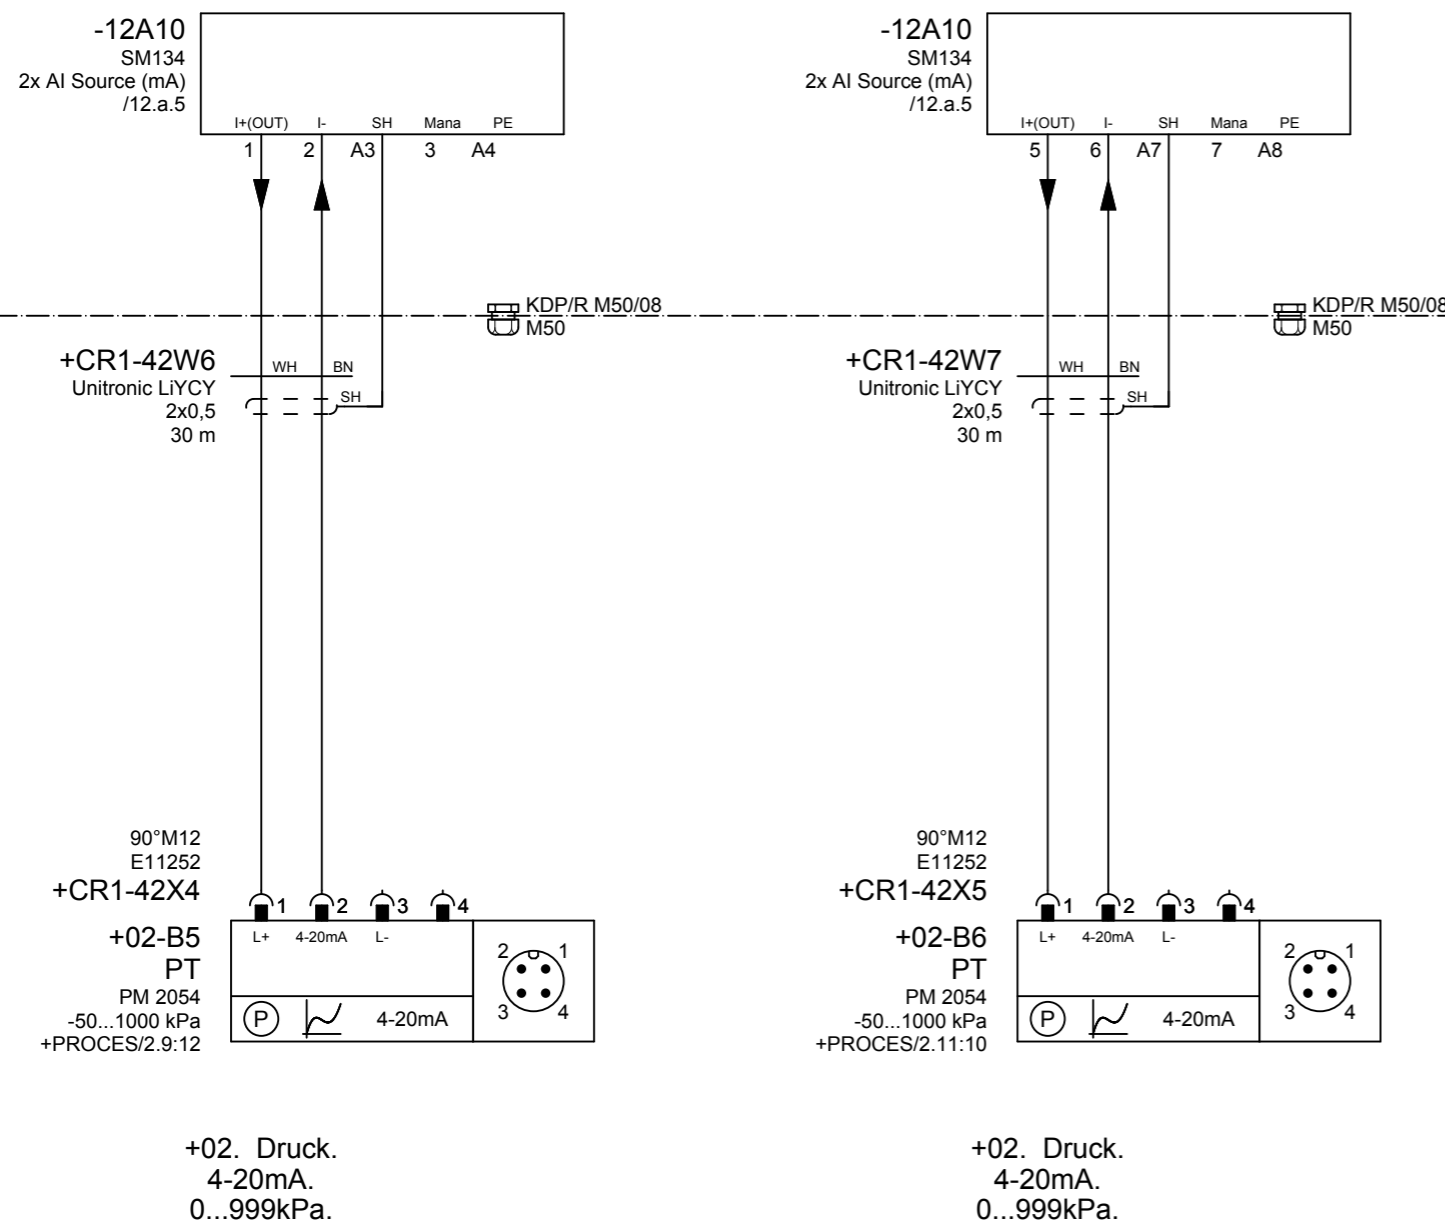 -12A10
SM134
2x AI Source (mA)
/12.a.5
I+(OUT) I- SH Mana PE
1 2 A3 3 A4
KDP/R M50/08
M50
+CR1-42W6
Unitronic LiYCY
2x0,5
30 m
WH BN
SH
90°M12
E11252
+CR1-42X4
1 2 3 4
+02-B5
PT
PM 2054
-50...1000 kPa
+PROCES/2.9:12
L+ 4-20mA L-
P 4-20mA
2 1
3 4
+02. Druck.
4-20mA.
0...999kPa.
-12A10
SM134
2x AI Source (mA)
/12.a.5
I+(OUT) I- SH Mana PE
5 6 A7 7 A8
KDP/R M50/08
M50
+CR1-42W7
Unitronic LiYCY
2x0,5
30 m
WH BN
SH
90°M12
E11252
+CR1-42X5
1 2 3 4
+02-B6
PT
PM 2054
-50...1000 kPa
+PROCES/2.11:10
L+ 4-20mA L-
P 4-20mA
2 1
3 4
+02. Druck.
4-20mA.
0...999kPa.